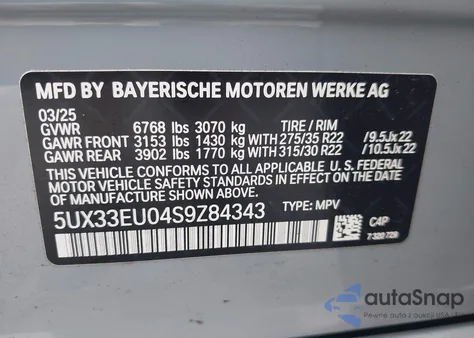 MFD BY BAYERISCHE MOTOREN WERKE AG
03/25
GVWR 6768 lbs 3070 kg TIRE / RIM
GAWR FRONT 3153 lbs 1430 kg WITH 275/35 R22 /9.5Jx22
GAWR REAR 3902 lbs 1770 kg WITH 315/30 R22 /10.5Jx22
THIS VEHICLE CONFORMS TO ALL APPLICABLE U.S. FEDERAL
MOTOR VEHICLE SAFETY STANDARDS IN EFFECT ON
THE DATE OF MANUFACTURE SHOWN ABOVE.
5UX33EU04S9Z84343 TYPE: MPV
C4P
7 320 729
autoSnap